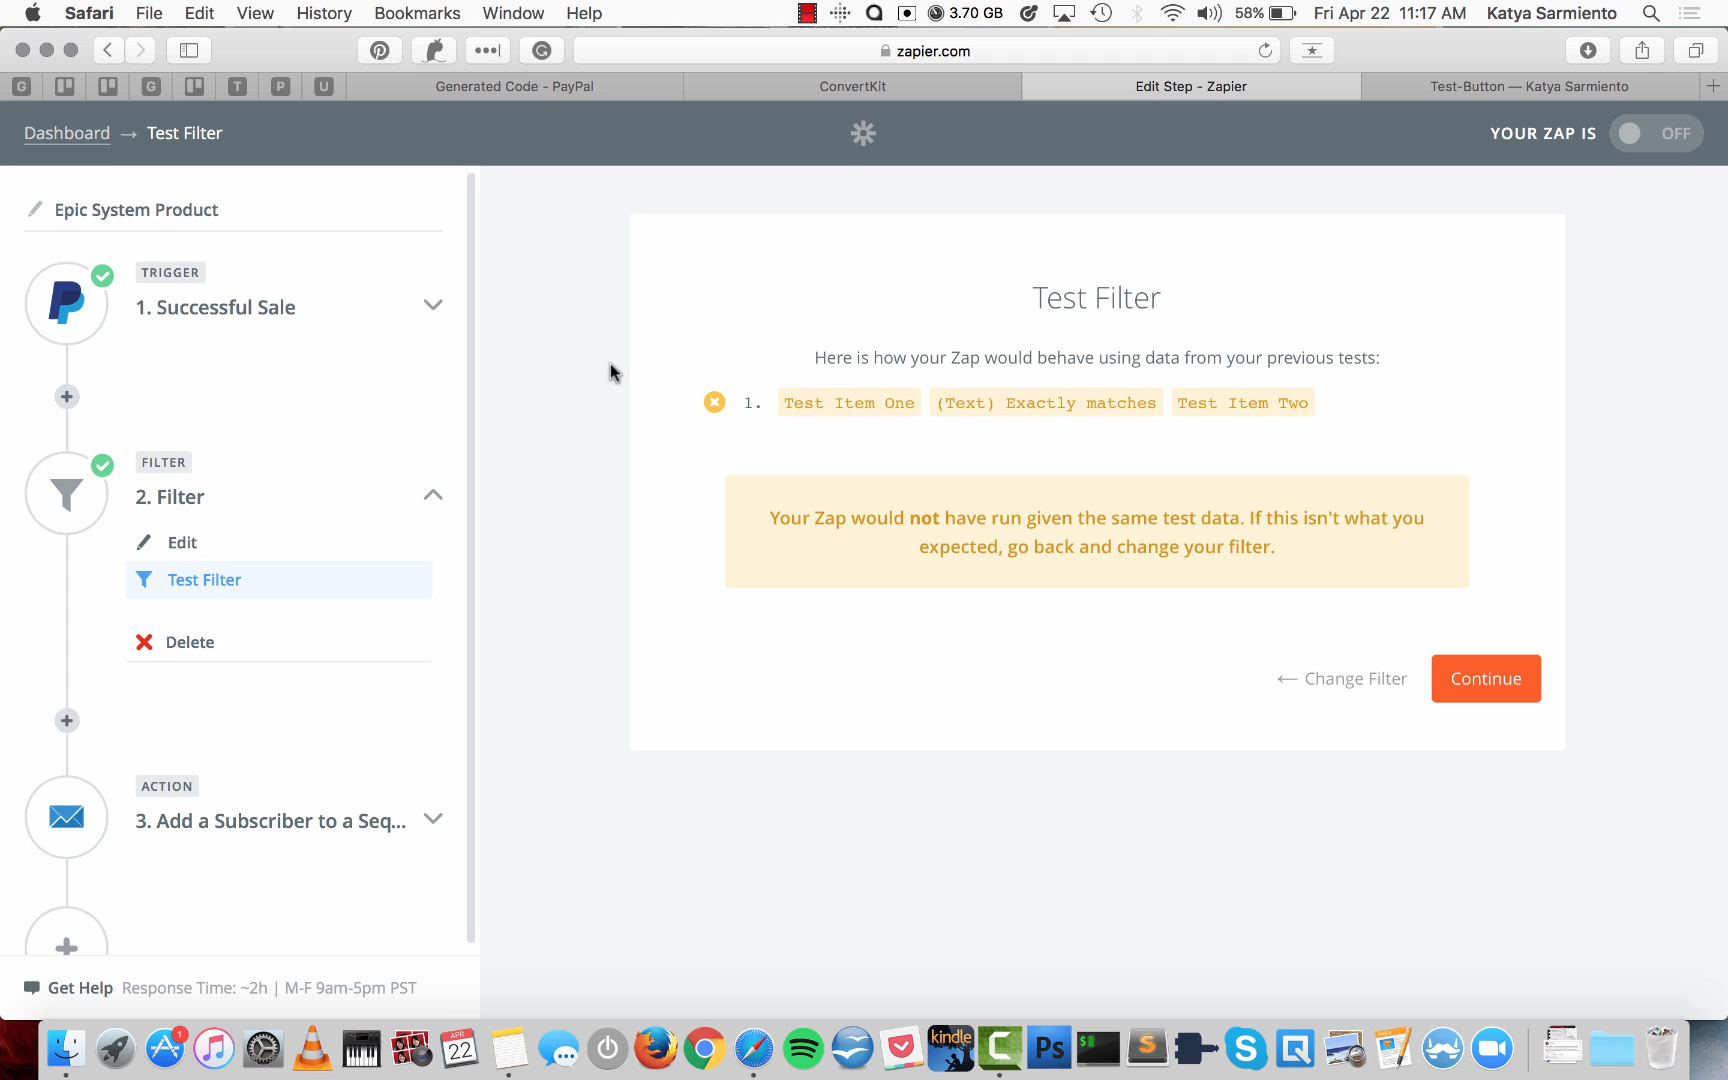 Safari File Edit View History Bookmarks Window Help 3.70 GB 58% Fri Apr 22 11:17 AM Katya Sarmiento
zapier.com
G G T P U Generated Code - PayPal ConvertKit Edit Step - Zapier Test-Button — Katya Sarmiento +
Dashboard → Test Filter YOUR ZAP IS OFF
Epic System Product
TRIGGER
1. Successful Sale
FILTER
2. Filter
Edit
Test Filter
Delete
ACTION
3. Add a Subscriber to a Seq...
Get Help Response Time: ~2h | M-F 9am-5pm PST
Test Filter
Here is how your Zap would behave using data from your previous tests:
1. Test Item One (Text) Exactly matches Test Item Two
Your Zap would not have run given the same test data. If this isn't what you
expected, go back and change your filter.
← Change Filter Continue
1
APR
22
kindle
Ps
$
S
S
Q